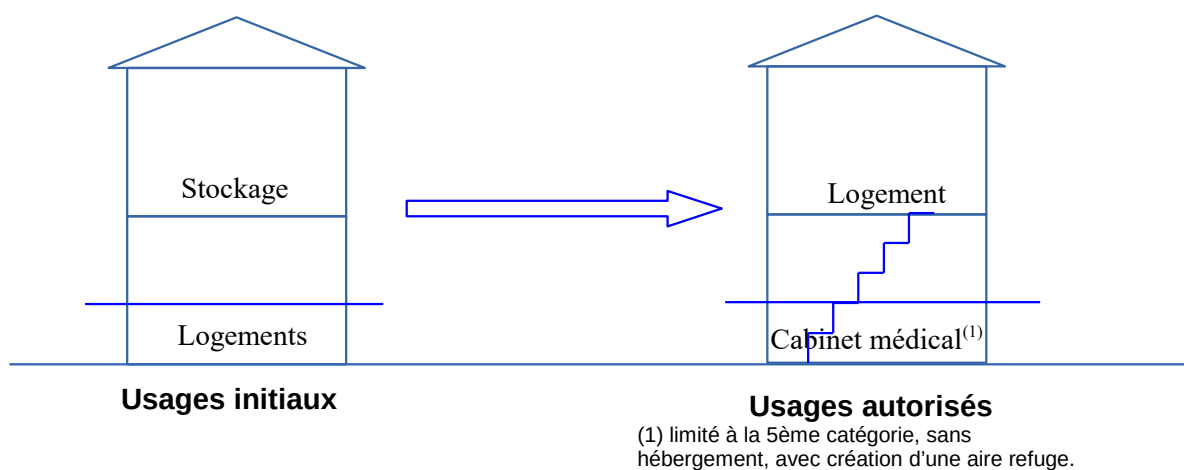 Stockage
Logements
Usages initiaux
Logement
Cabinet médical(1)
Usages autorisés
(1) limité à la 5ème catégorie, sans
hébergement, avec création d’une aire refuge.